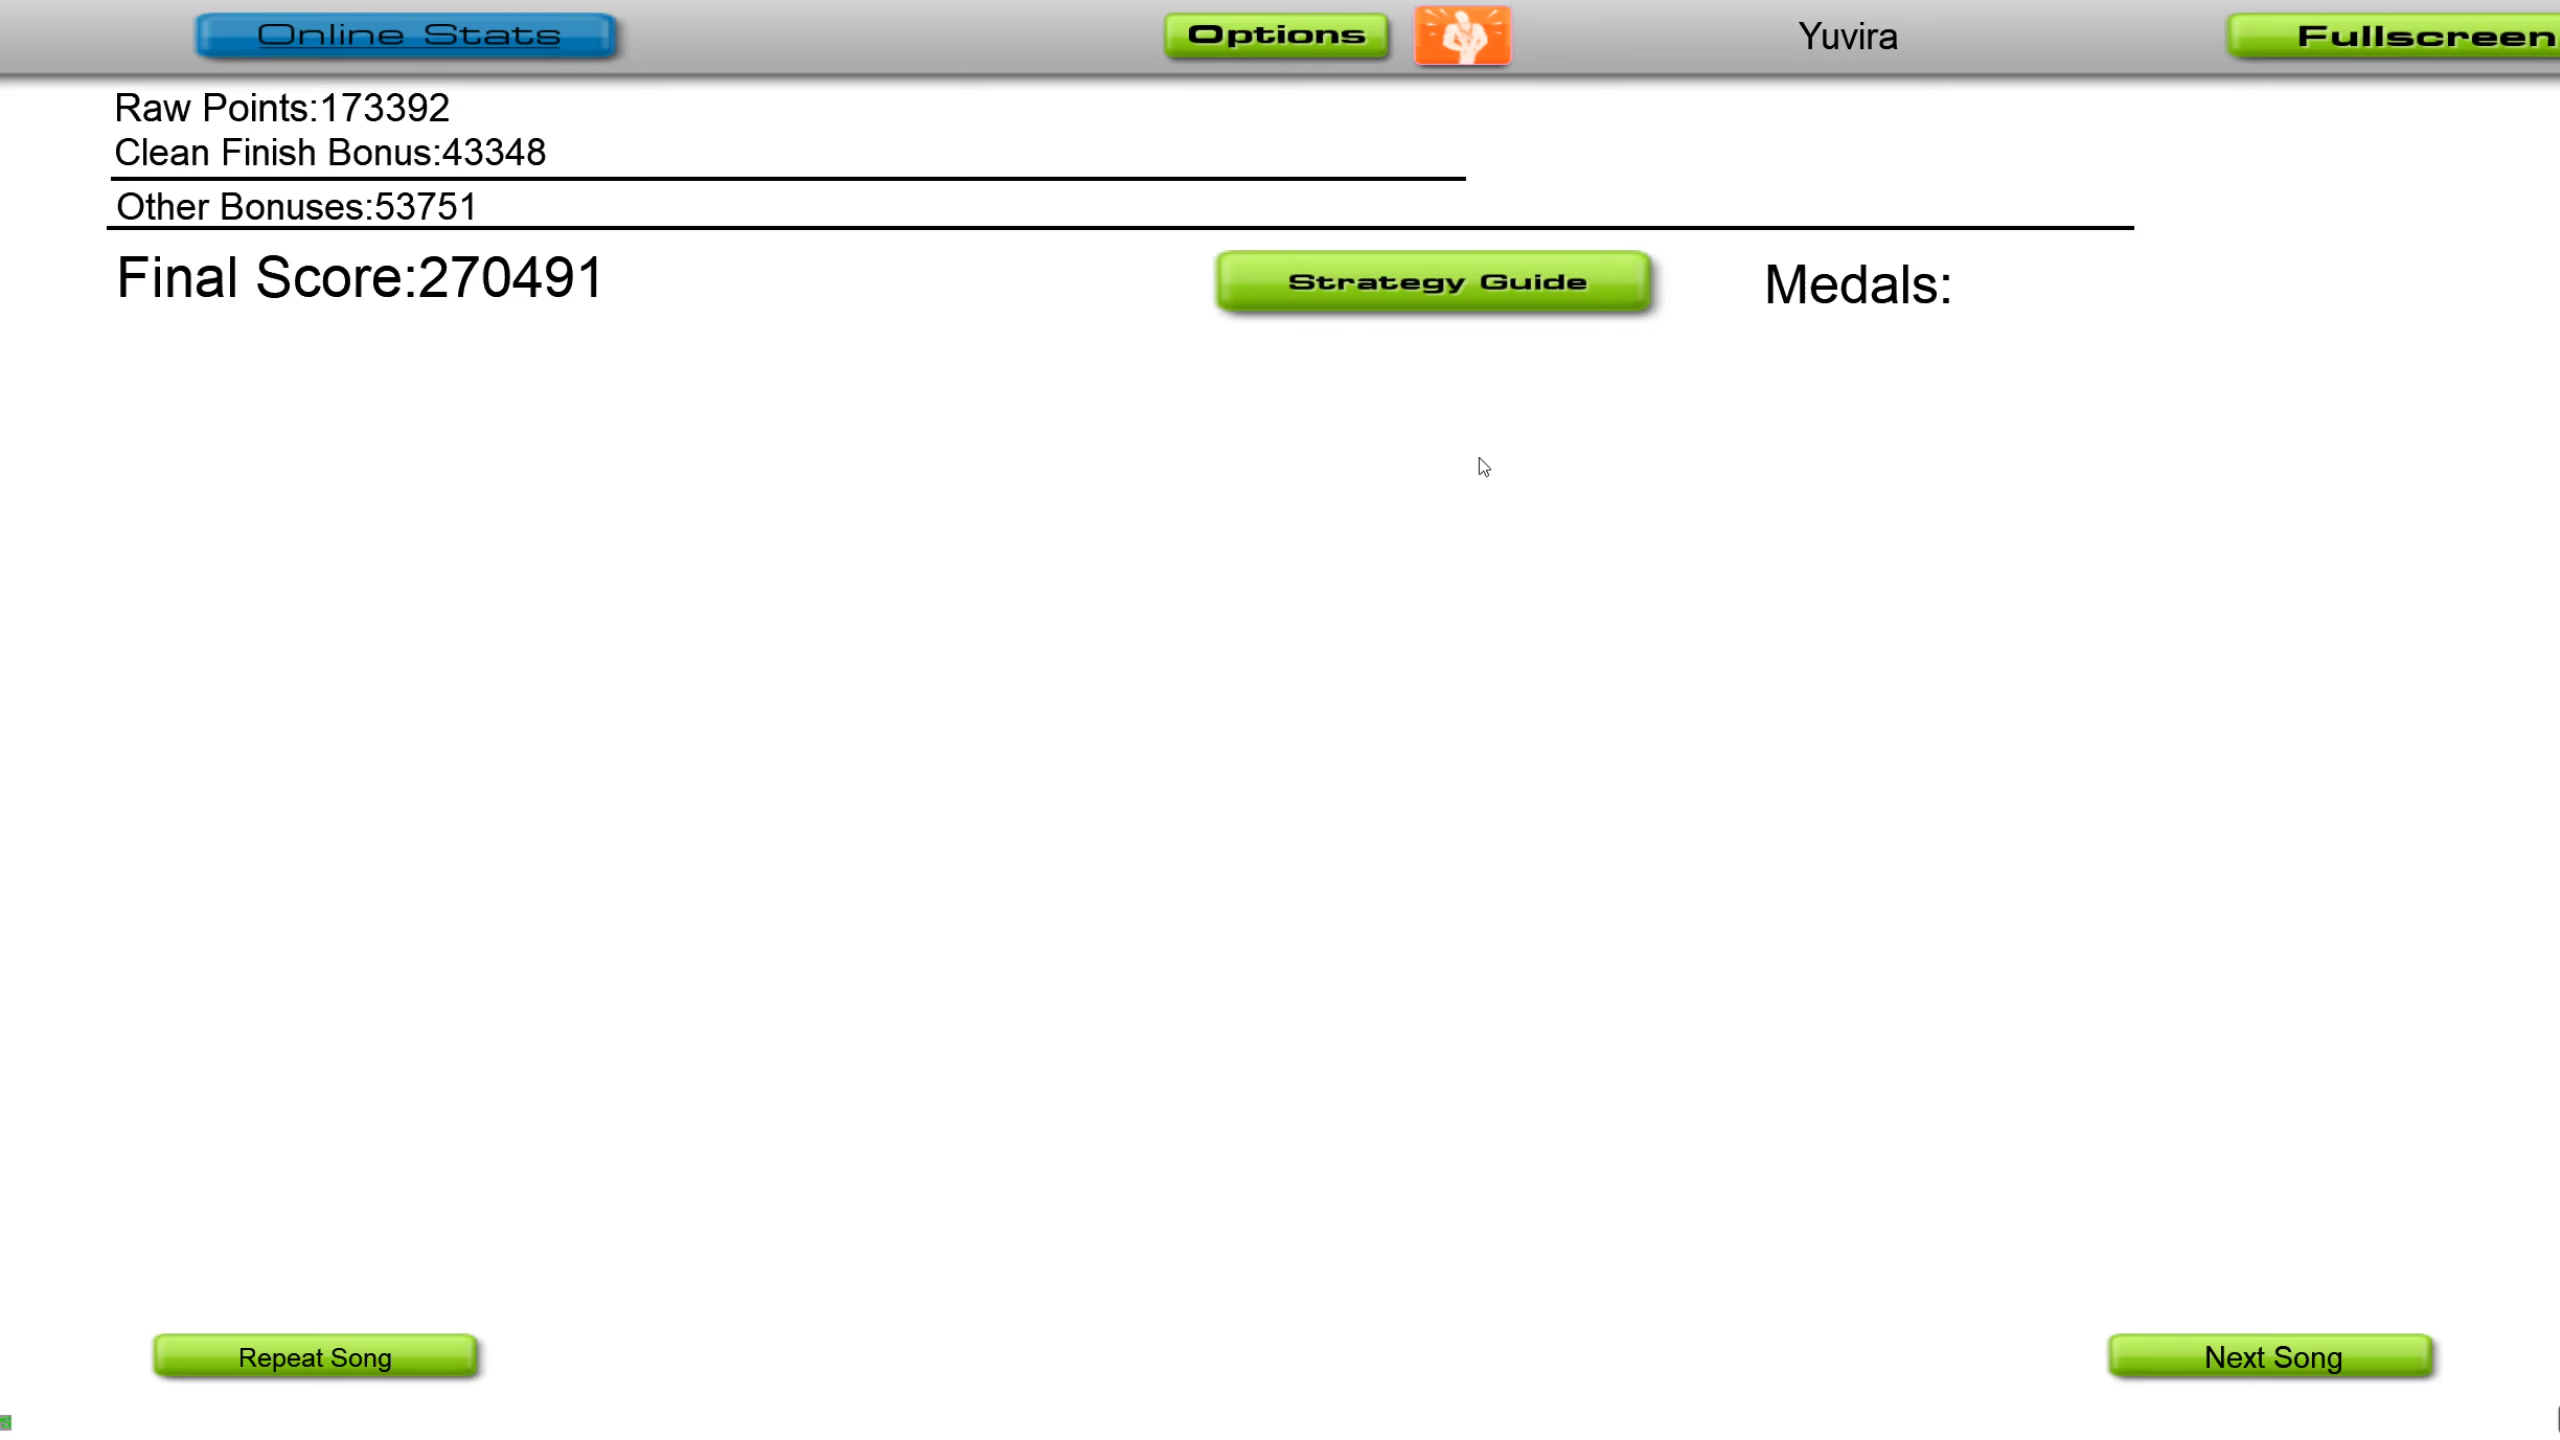 Online Stats
Options
Yuvira
Fullscreen
Raw Points:173392
Clean Finish Bonus:43348
Other Bonuses:53751
Final Score:270491
Strategy Guide
Medals:
Repeat Song
Next Song